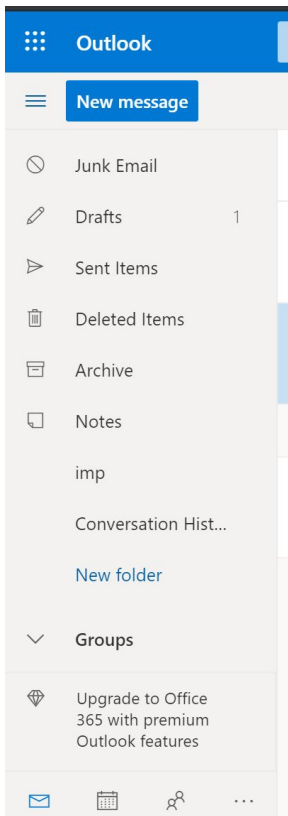 Outlook
New message
Junk Email
Drafts 1
Sent Items
Deleted Items
Archive
Notes
imp
Conversation Hist...
New folder
Groups
Upgrade to Office
365 with premium
Outlook features